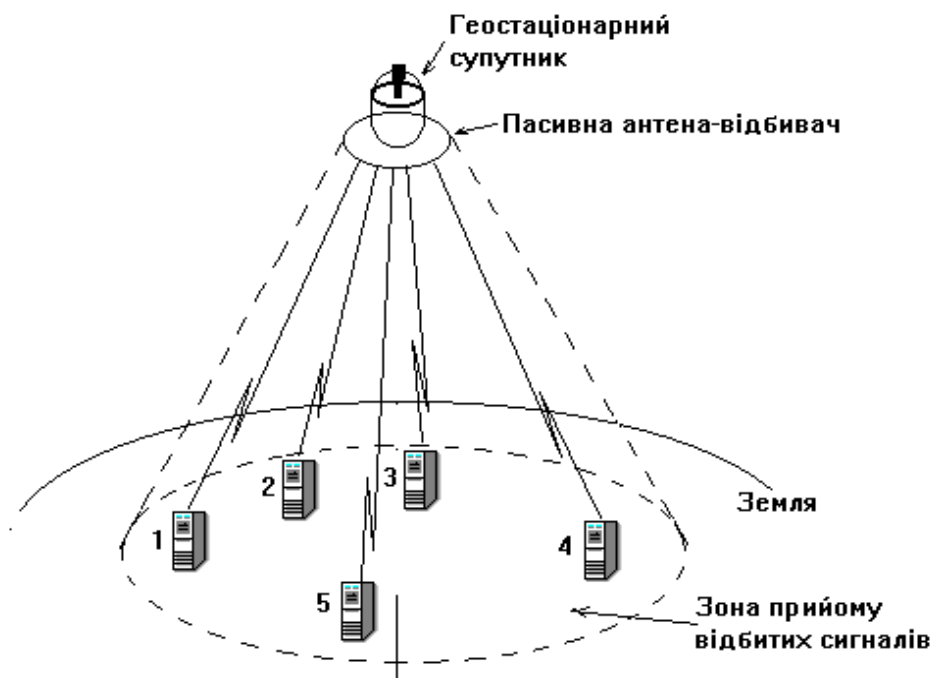 Геостаціонарний
супутник
Пасивна антена-відбивач
Земля
1
2
3
4
5
Зона прийому
відбитих сигналів